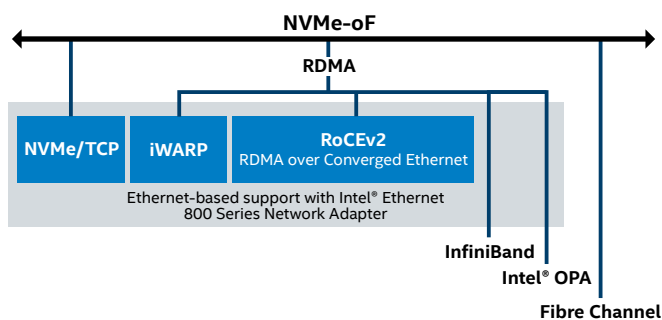 NVMe-oF
RDMA
NVMe/TCP
iWARP
RoCEv2
RDMA over Converged Ethernet
Ethernet-based support with Intel® Ethernet
800 Series Network Adapter
InfiniBand
Intel® OPA
Fibre Channel